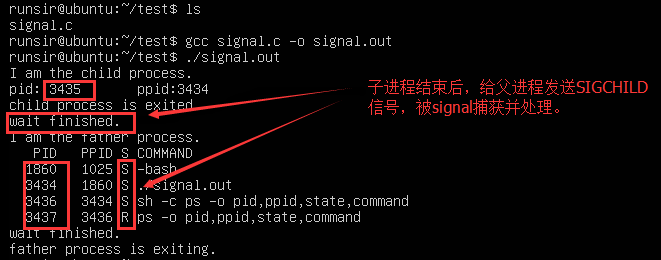 runsir@ubuntu:~/test$ ls
signal.c
runsir@ubuntu:~/test$ gcc signal.c -o signal.out
runsir@ubuntu:~/test$ ./signal.out
I am the child process.
pid: 3435 ppid:3434
child process is exited
wait finished.
I am the father process.
PID PPID S COMMAND
1860 1025 S -bash
3434 1860 S ./signal.out
3436 3434 S sh -c ps -o pid,ppid,state,command
3437 3436 R ps -o pid,ppid,state,command
wait finished.
father process is exiting.
子进程结束后，给父进程发送SIGCHILD
信号，被signal捕获并处理。